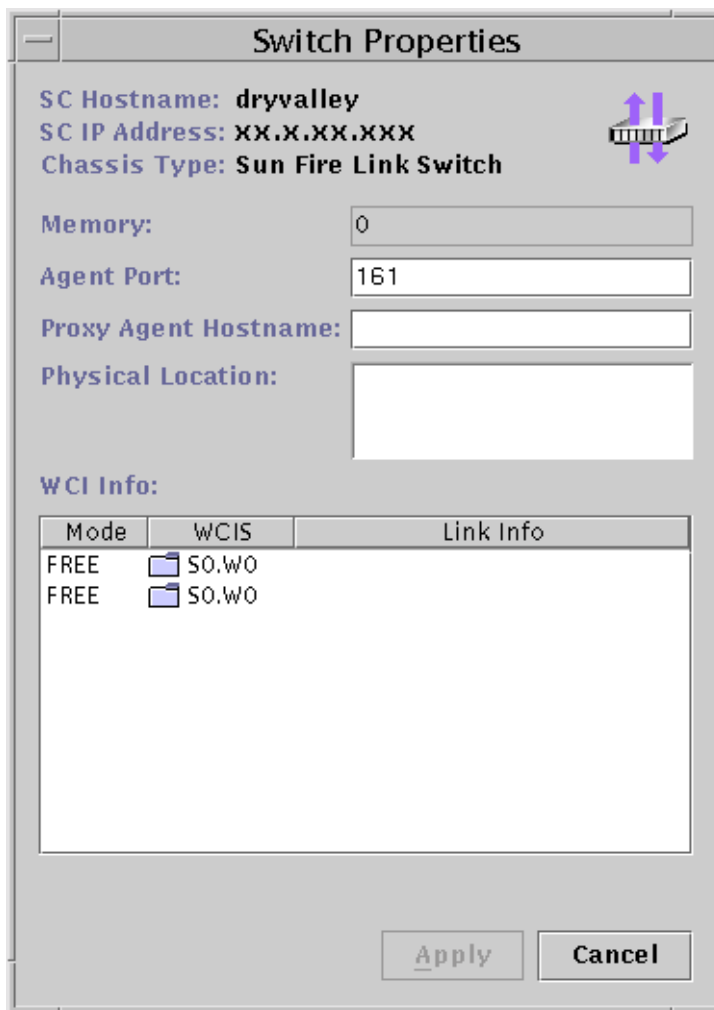 Switch Properties
SC Hostname: dryvalley
SC IP Address: xx.x.xx.xxx
Chassis Type: Sun Fire Link Switch
Memory: 0
Agent Port: 161
Proxy Agent Hostname:
Physical Location:
WCI Info:
Mode WCIS Link Info
FREE S0.W0
FREE S0.W0
Apply Cancel